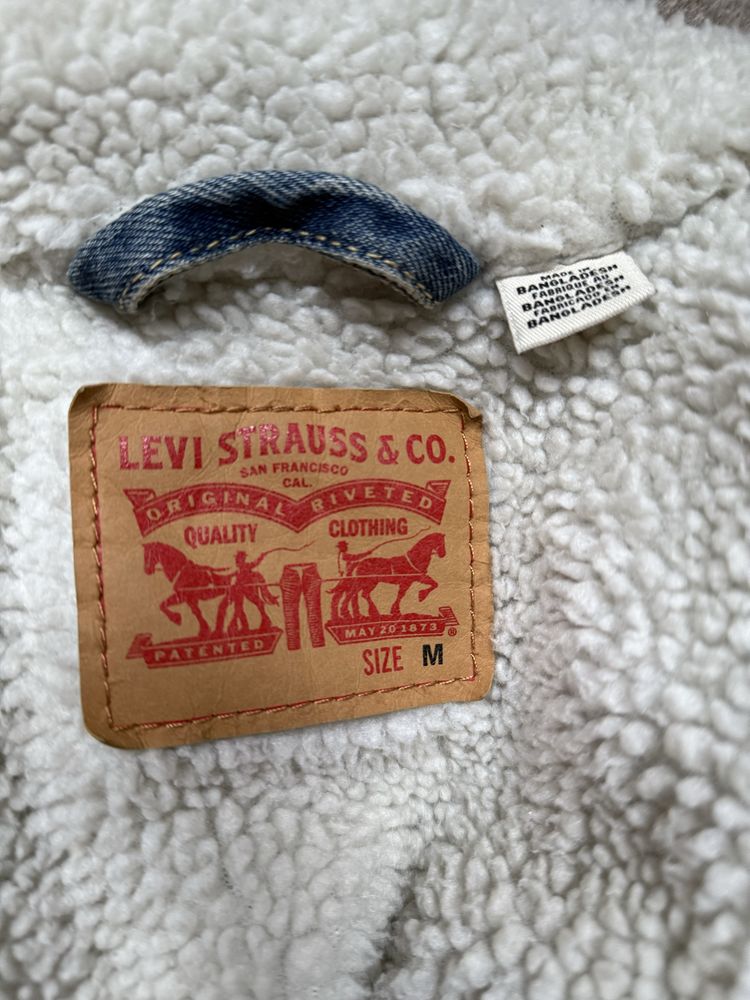 MADE IN
BANGLADESH
FABRIQUE AU
BANGLADESH
FABRICADO EN
BANGLADESH
LEVI STRAUSS & CO.
SAN FRANCISCO
CAL.
ORIGINAL RIVETED
QUALITY CLOTHING
PATENTED MAY 20 1873 ®
SIZE M